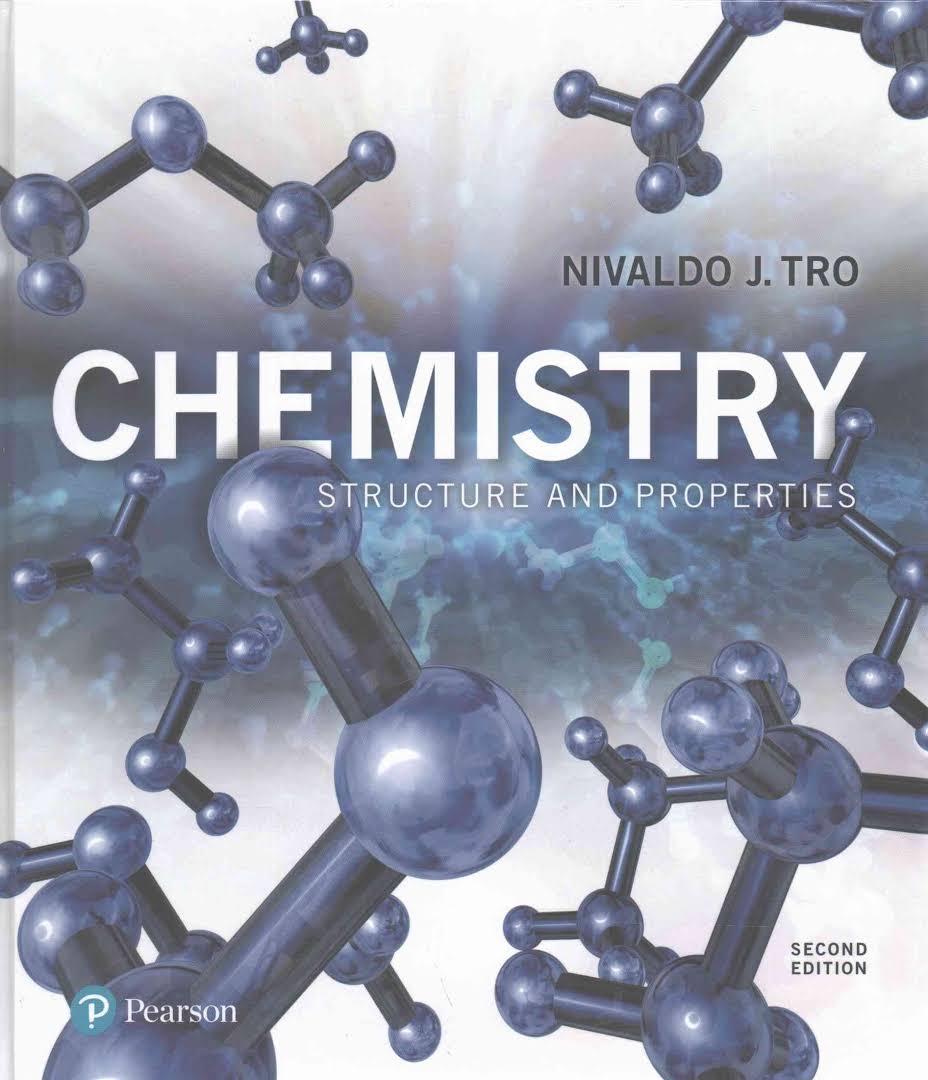 NIVALDO J. TRO
CHEMISTRY
STRUCTURE AND PROPERTIES
SECOND
EDITION
Pearson